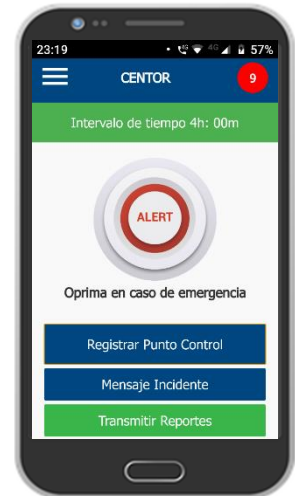 23:19 4G 4G 57%
CENTOR 9
Intervalo de tiempo 4h: 00m
ALERT
Oprima en caso de emergencia
Registrar Punto Control
Mensaje Incidente
Transmitir Reportes